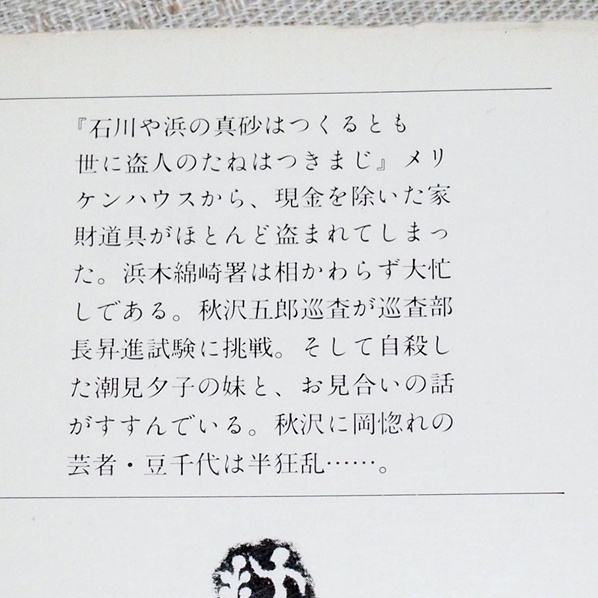 『石川や浜の真砂はつくるとも
世に盗人のたねはつきまじ』メリ
ケンハウスから、現金を除いた家
財道具がほとんど盗まれてしまっ
た。浜木綿崎署は相かわらず大忙
しである。秋沢五郎巡査が巡査部
長昇進試験に挑戦。そして自殺し
た潮見夕子の妹と、お見合いの話
がすすんでいる。秋沢に岡惚れの
芸者・豆千代は半狂乱……。